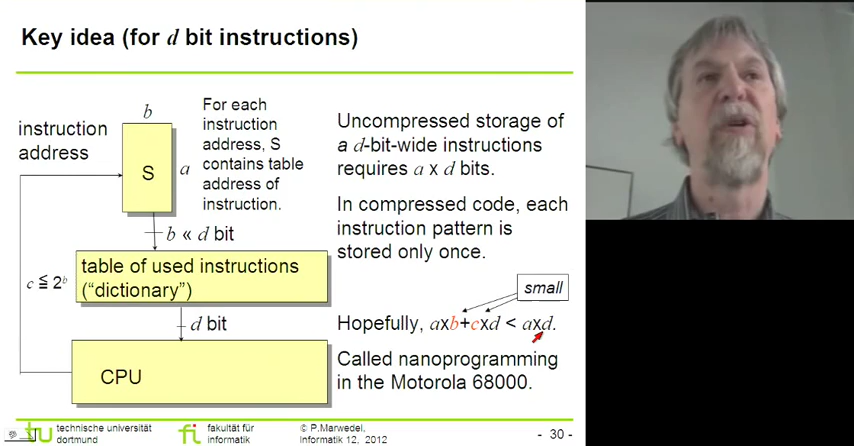 Key idea (for d bit instructions)
b
instruction
address
S
a
For each
instruction
address, S
contains table
address of
instruction.
b ≪ d bit
c ≦ 2ᵇ
table of used instructions
(“dictionary”)
d bit
CPU
Uncompressed storage of
a d-bit-wide instructions
requires a x d bits.
In compressed code, each
instruction pattern is
stored only once.
small
Hopefully, axb+cxd < axd.
Called nanoprogramming
in the Motorola 68000.
tu
technische universität
dortmund
fi
fakultät für
informatik
© P.Marwedel,
Informatik 12, 2012
- 30 -